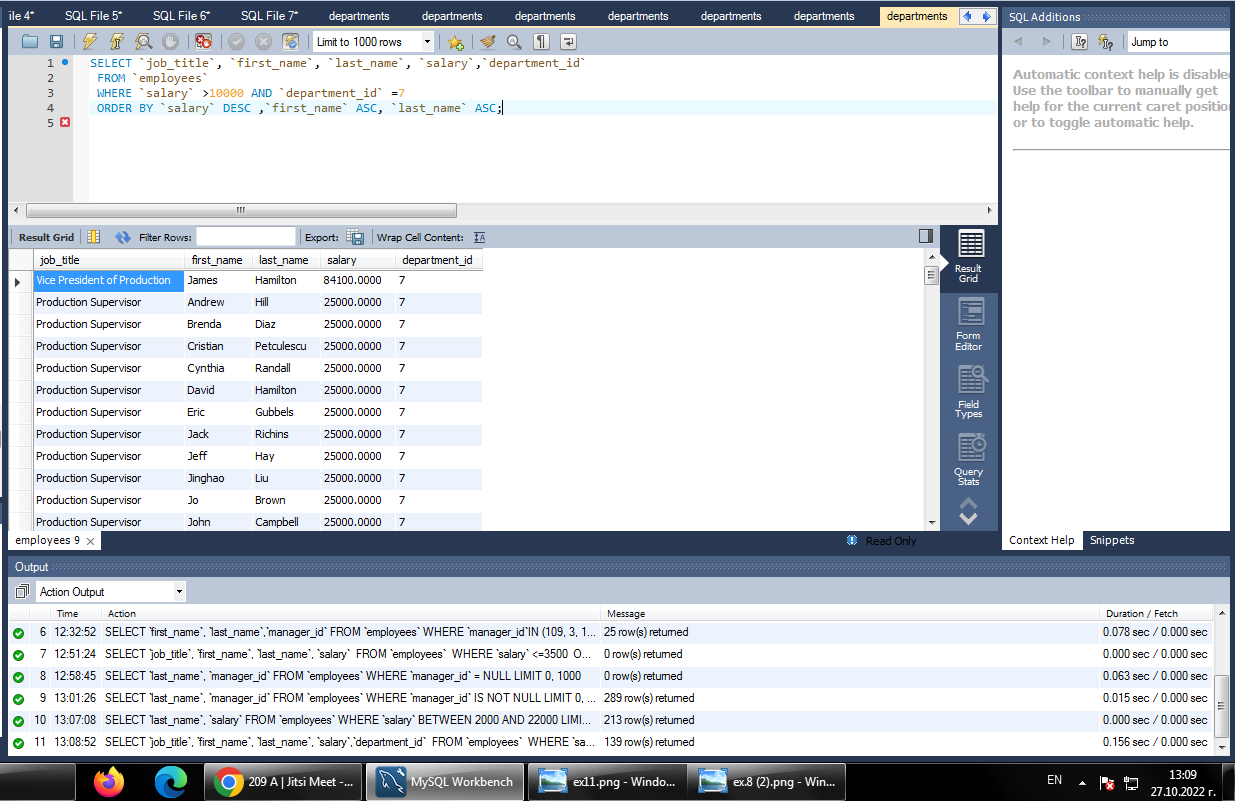 ile 4* SQL File 5* SQL File 6* SQL File 7* departments departments departments departments departments departments departments SQL Additions
Limit to 1000 rows Jump to
1 SELECT `job_title`, `first_name`, `last_name`, `salary`,`department_id`
2 FROM `employees`
3 WHERE `salary` >10000 AND `department_id` =7
4 ORDER BY `salary` DESC ,`first_name` ASC, `last_name` ASC;
5
Automatic context help is disabled
Use the toolbar to manually get
help for the current caret position
or to toggle automatic help.
Result Grid Filter Rows: Export: Wrap Cell Content: IA
job_title first_name last_name salary department_id
Vice President of Production James Hamilton 84100.0000 7
Production Supervisor Andrew Hill 25000.0000 7
Production Supervisor Brenda Diaz 25000.0000 7
Production Supervisor Cristian Petculescu 25000.0000 7
Production Supervisor Cynthia Randall 25000.0000 7
Production Supervisor David Hamilton 25000.0000 7
Production Supervisor Eric Gubbels 25000.0000 7
Production Supervisor Jack Richins 25000.0000 7
Production Supervisor Jeff Hay 25000.0000 7
Production Supervisor Jinghao Liu 25000.0000 7
Production Supervisor Jo Brown 25000.0000 7
Production Supervisor John Campbell 25000.0000 7
Result
Grid
Form
Editor
Field
Types
Query
Stats
employees 9 Read Only Context Help Snippets
Output
Action Output
Time Action Message Duration / Fetch
6 12:32:52 SELECT `first_name`, `last_name`,`manager_id` FROM `employees` WHERE `manager_id`IN (109, 3, 1... 25 row(s) returned 0.078 sec / 0.000 sec
7 12:51:24 SELECT `job_title`, `first_name`, `last_name`, `salary` FROM `employees` WHERE `salary` <=3500 O... 0 row(s) returned 0.000 sec / 0.000 sec
8 12:58:45 SELECT `last_name`, `manager_id` FROM `employees` WHERE `manager_id` = NULL LIMIT 0, 1000 0 row(s) returned 0.063 sec / 0.000 sec
9 13:01:26 SELECT `last_name`, `manager_id` FROM `employees` WHERE `manager_id` IS NOT NULL LIMIT 0, ... 289 row(s) returned 0.015 sec / 0.000 sec
10 13:07:08 SELECT `last_name`, `salary` FROM `employees` WHERE `salary` BETWEEN 2000 AND 22000 LIMI... 213 row(s) returned 0.000 sec / 0.000 sec
11 13:08:52 SELECT `job_title`, `first_name`, `last_name`, `salary`,`department_id` FROM `employees` WHERE `sa... 139 row(s) returned 0.156 sec / 0.000 sec
209 A | Jitsi Meet -... MySQL Workbench ex11.png - Windo... ex.8 (2).png - Win... EN 13:09
27.10.2022 г.